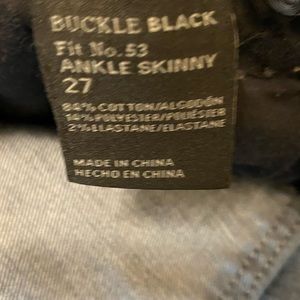 BUCKLE BLACK
Fit No.53
ANKLE SKINNY
27
84% COTTON/ALGODÓN
14% POLYESTER/POLIÉSTER
2% ELASTANE/ELASTANE
MADE IN CHINA
HECHO EN CHINA